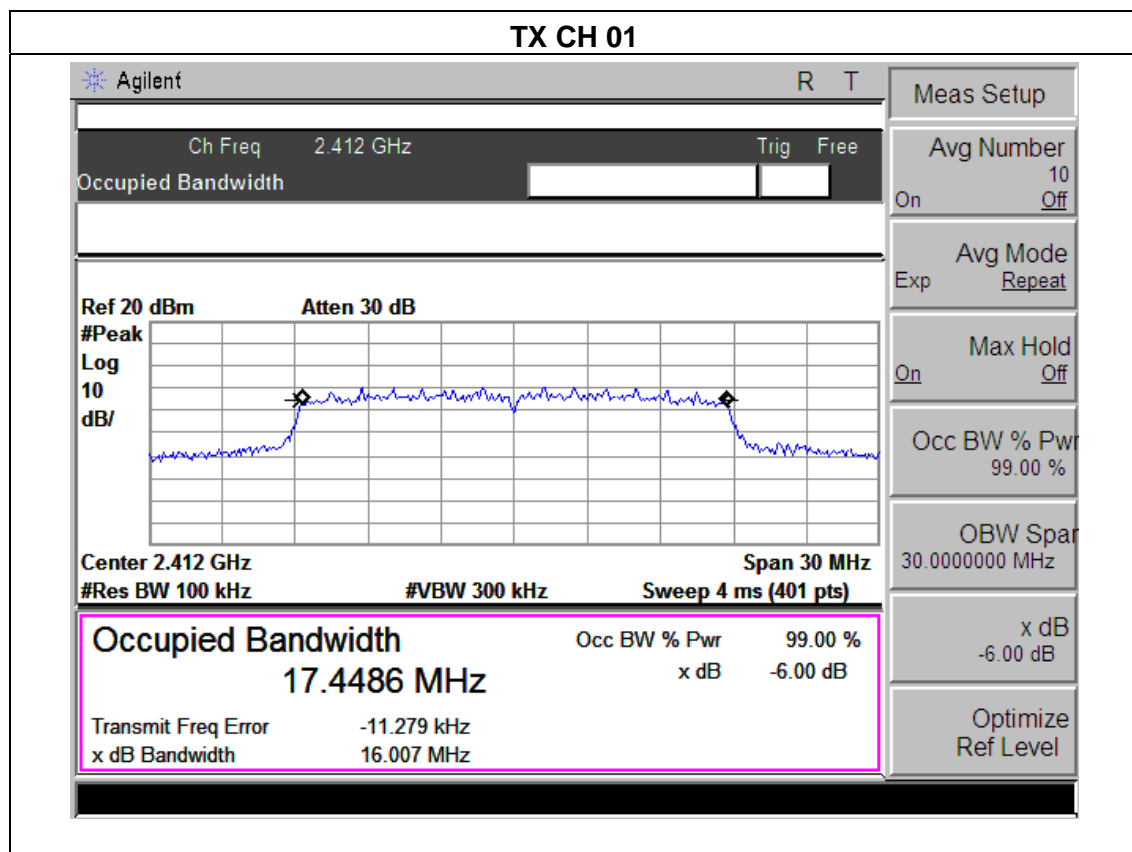 TX CH 01
Agilent R T
Ch Freq 2.412 GHz Trig Free
Occupied Bandwidth
Ref 20 dBm Atten 30 dB
#Peak
Log
10
dB/
Center 2.412 GHz Span 30 MHz
#Res BW 100 kHz #VBW 300 kHz Sweep 4 ms (401 pts)
Occupied Bandwidth Occ BW % Pwr 99.00 %
17.4486 MHz x dB -6.00 dB
Transmit Freq Error -11.279 kHz
x dB Bandwidth 16.007 MHz
Meas Setup
Avg Number
10
On Off
Avg Mode
Exp Repeat
Max Hold
On Off
Occ BW % Pwr
99.00 %
OBW Span
30.0000000 MHz
x dB
-6.00 dB
Optimize
Ref Level